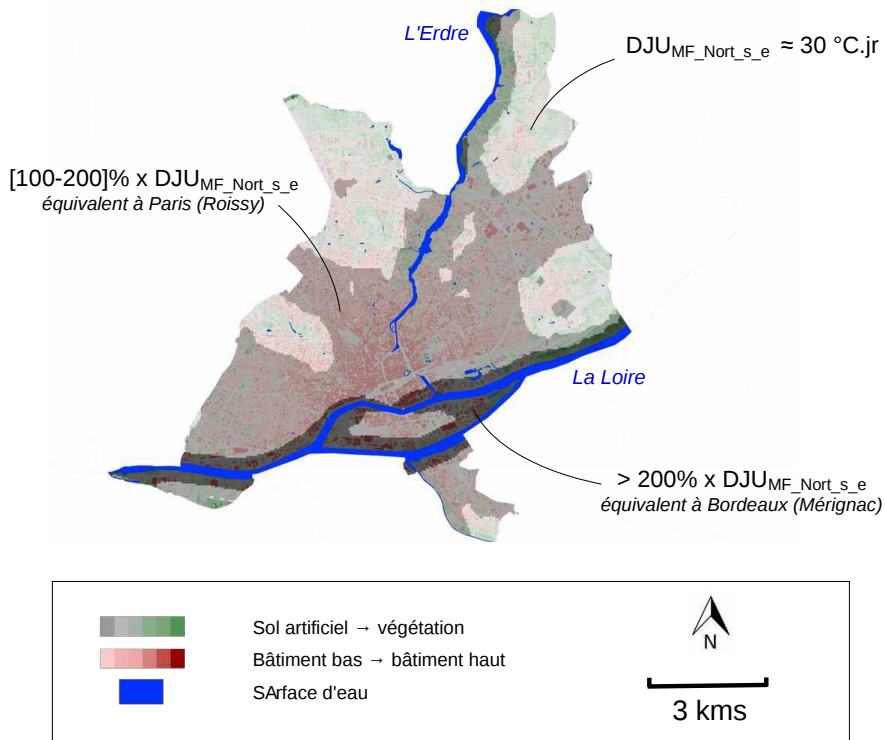 L'Erdre
DJU_MF_Nort_s_e ≈ 30 °C.jr
[100-200]% x DJU_MF_Nort_s_e
équivalent à Paris (Roissy)
La Loire
> 200% x DJU_MF_Nort_s_e
équivalent à Bordeaux (Mérignac)
Sol artificiel → végétation
Bâtiment bas → bâtiment haut
SArface d'eau
N
3 kms